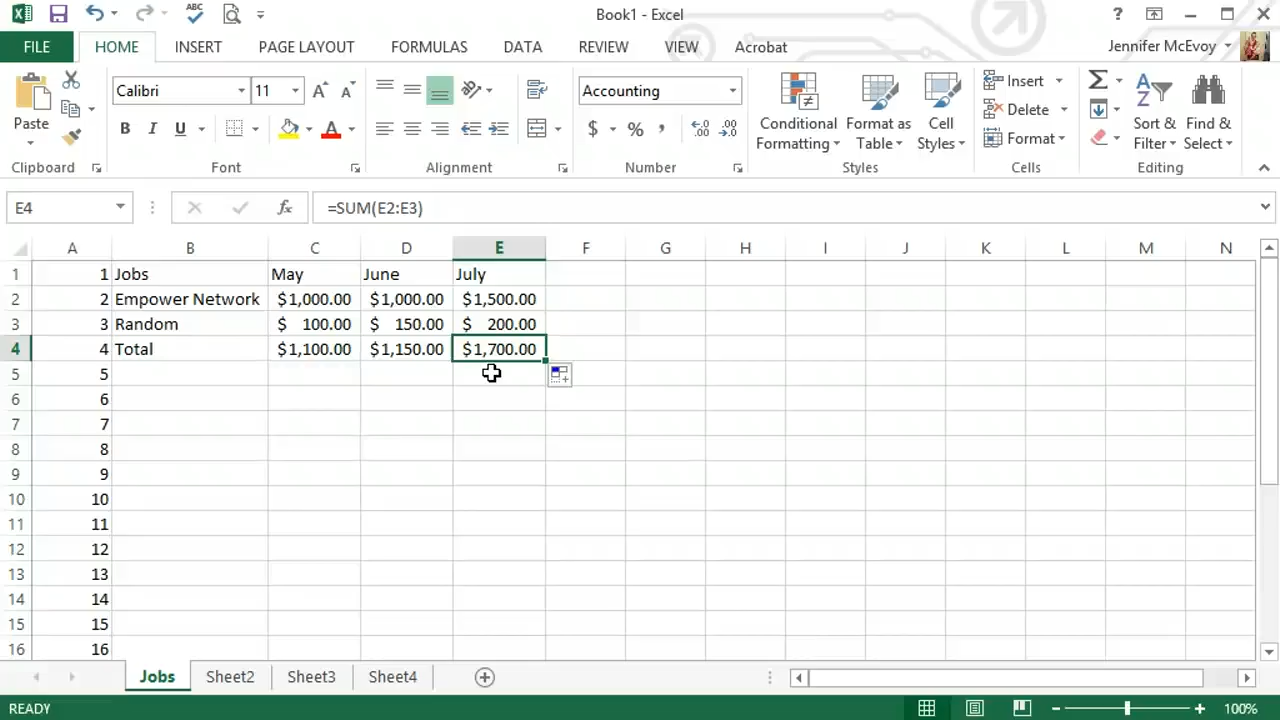 Book1 - Excel
FILE HOME INSERT PAGE LAYOUT FORMULAS DATA REVIEW VIEW Acrobat Jennifer McEvoy
Paste
Clipboard
Calibri 11
B I U A
Font
Alignment
Accounting
$ % ,
Number
Conditional Formatting
Format as Table
Cell Styles
Styles
Insert
Delete
Format
Cells
Sort & Filter
Find & Select
Editing
E4 fx =SUM(E2:E3)
A B C D E F G H I J K L M N
1 1 Jobs May June July
2 2 Empower Network $1,000.00 $1,000.00 $1,500.00
3 3 Random $ 100.00 $ 150.00 $ 200.00
4 4 Total $1,100.00 $1,150.00 $1,700.00
5 5
6 6
7 7
8 8
9 9
10 10
11 11
12 12
13 13
14 14
15 15
16 16
Jobs Sheet2 Sheet3 Sheet4
READY 100%